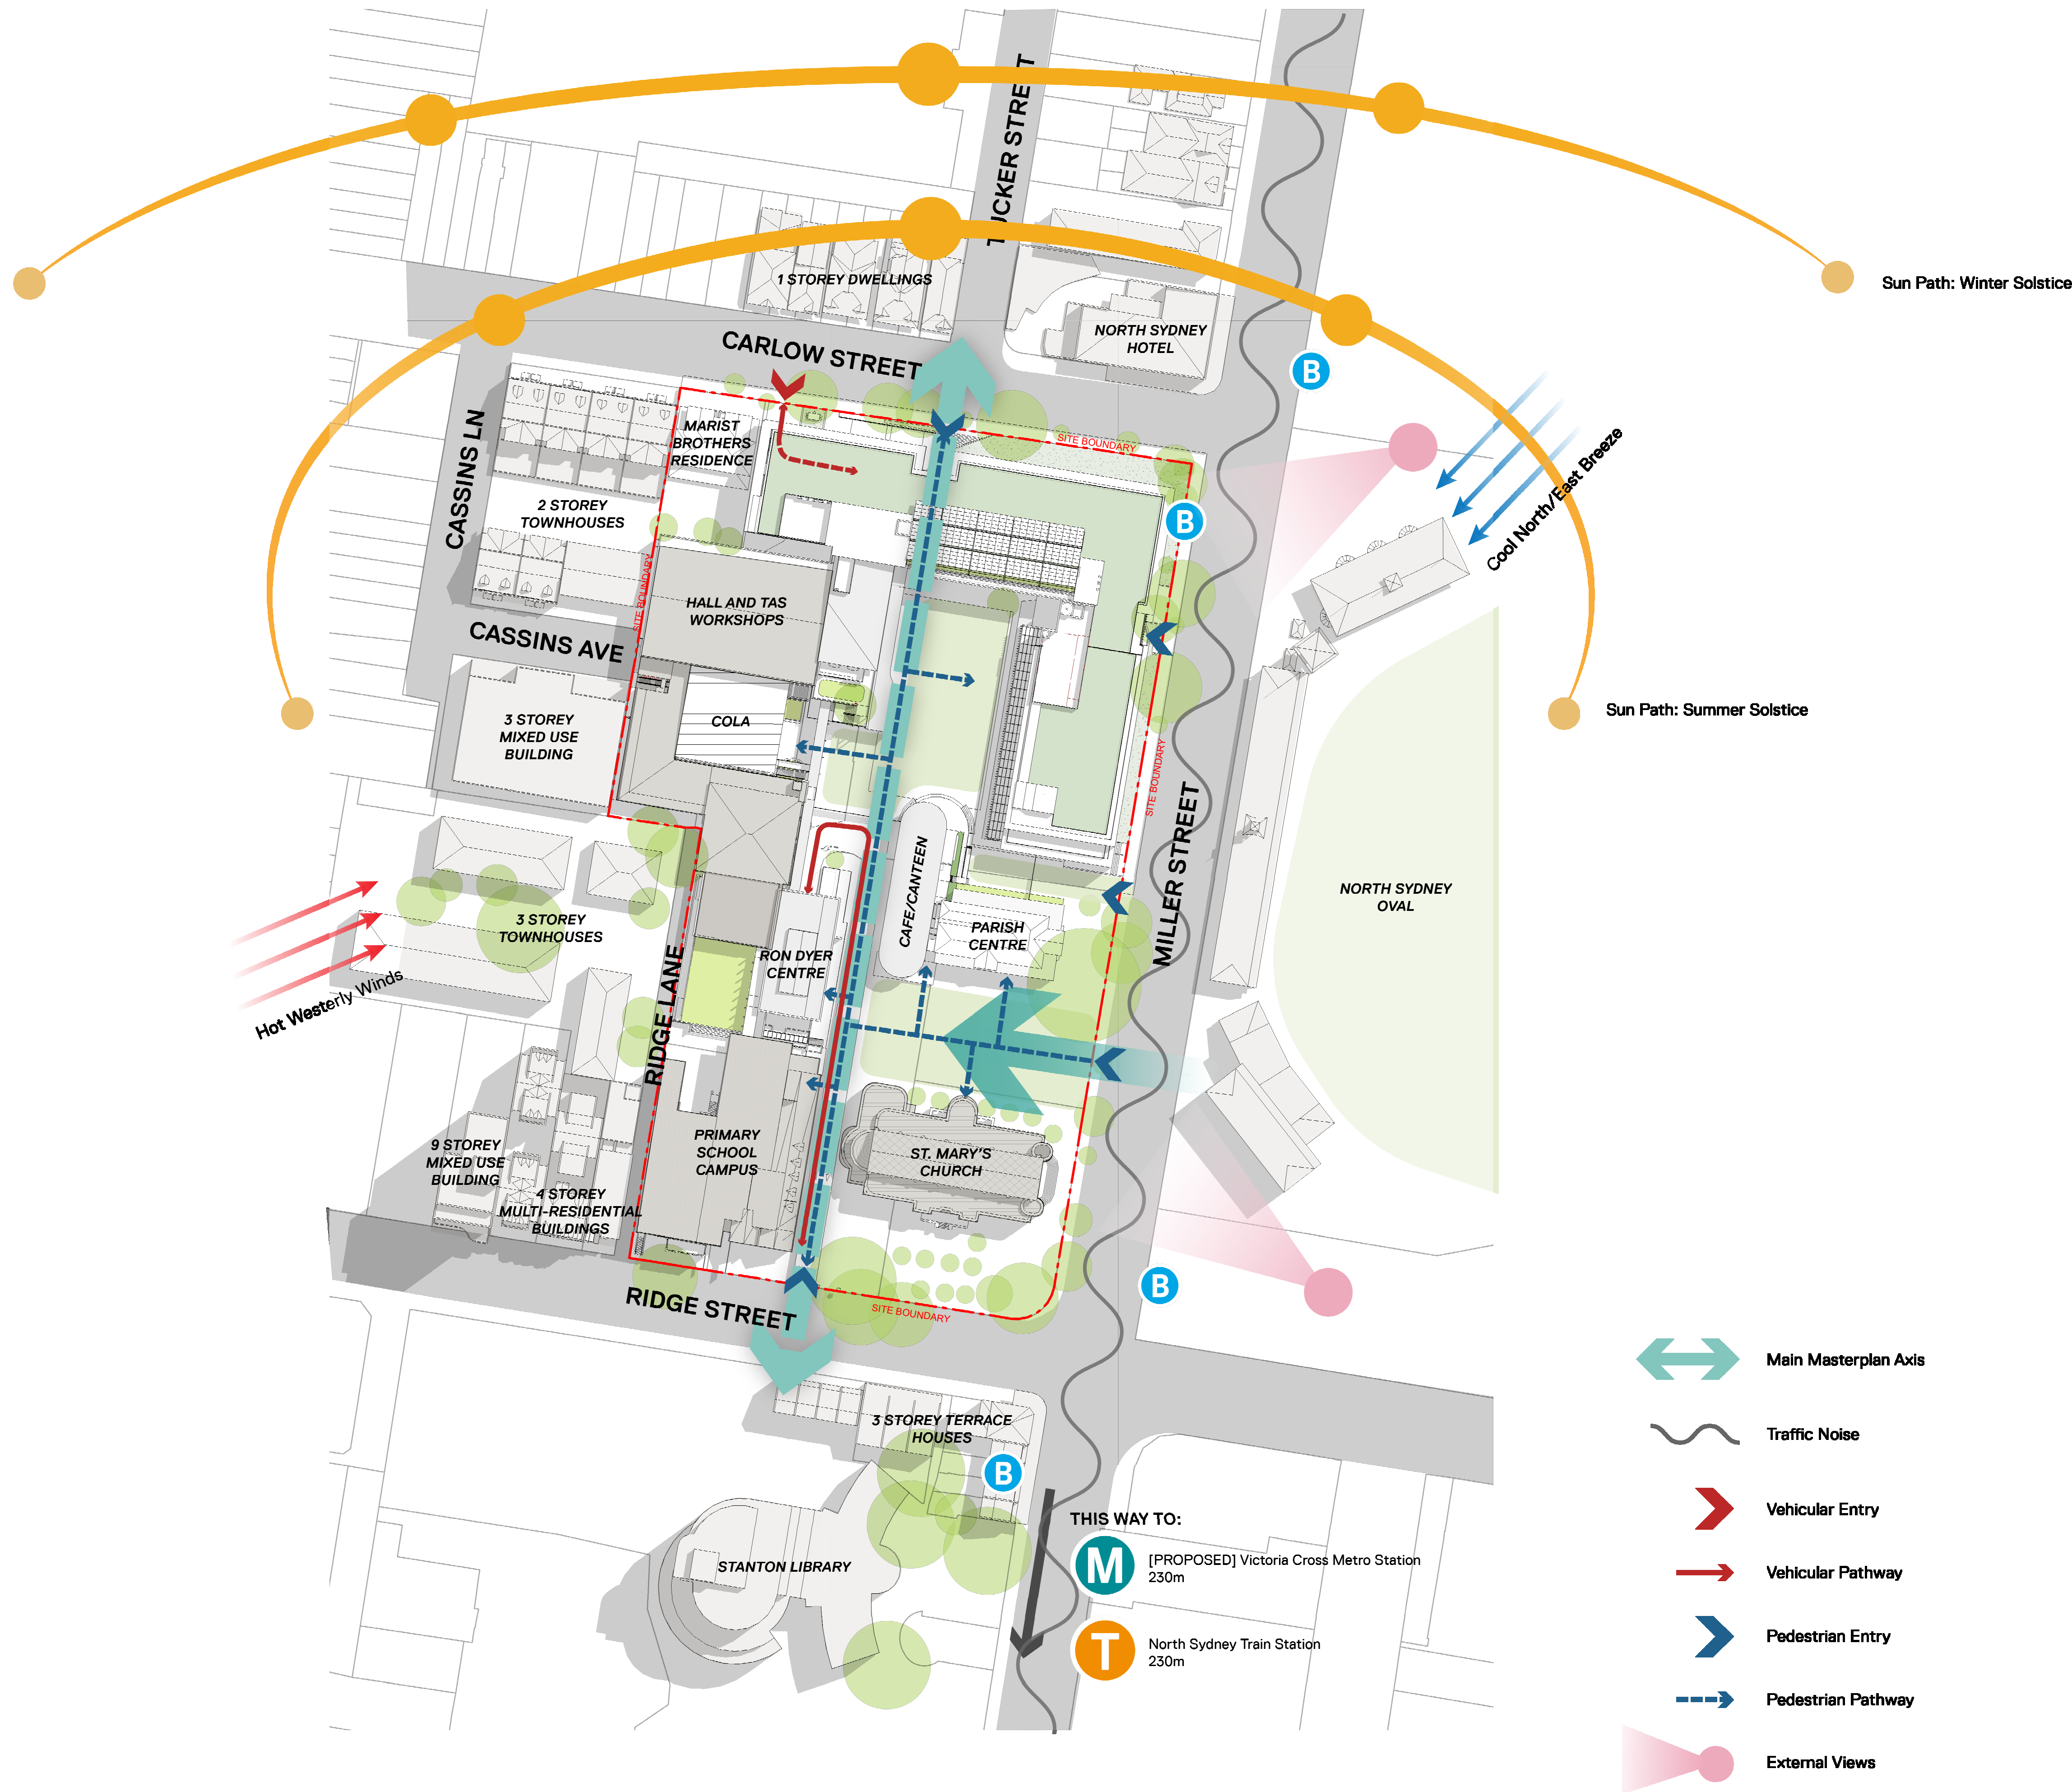 TUCKER STREET
Sun Path: Winter Solstice
1 STOREY DWELLINGS
NORTH SYDNEY
HOTEL
CARLOW STREET
B
CASSINS LN
MARIST
BROTHERS
RESIDENCE
SITE BOUNDARY
Cool North/East Breeze
2 STOREY
TOWNHOUSES
B
SITE BOUNDARY
HALL AND TAS
WORKSHOPS
CASSINS AVE
COLA
3 STOREY
MIXED USE
BUILDING
Sun Path: Summer Solstice
SITE BOUNDARY
MILLER STREET
CAFE/CANTEEN
NORTH SYDNEY
OVAL
3 STOREY
TOWNHOUSES
PARISH
CENTRE
RON DYER
CENTRE
Hot Westerly Winds
RIDGE LANE
PRIMARY
SCHOOL
CAMPUS
ST. MARY'S
CHURCH
9 STOREY
MIXED USE
BUILDING
4 STOREY
MULTI-RESIDENTIAL
BUILDINGS
B
RIDGE STREET
SITE BOUNDARY
3 STOREY TERRACE
HOUSES
B
STANTON LIBRARY
THIS WAY TO:
M
[PROPOSED] Victoria Cross Metro Station
230m
T
North Sydney Train Station
230m
Main Masterplan Axis
Traffic Noise
Vehicular Entry
Vehicular Pathway
Pedestrian Entry
Pedestrian Pathway
External Views